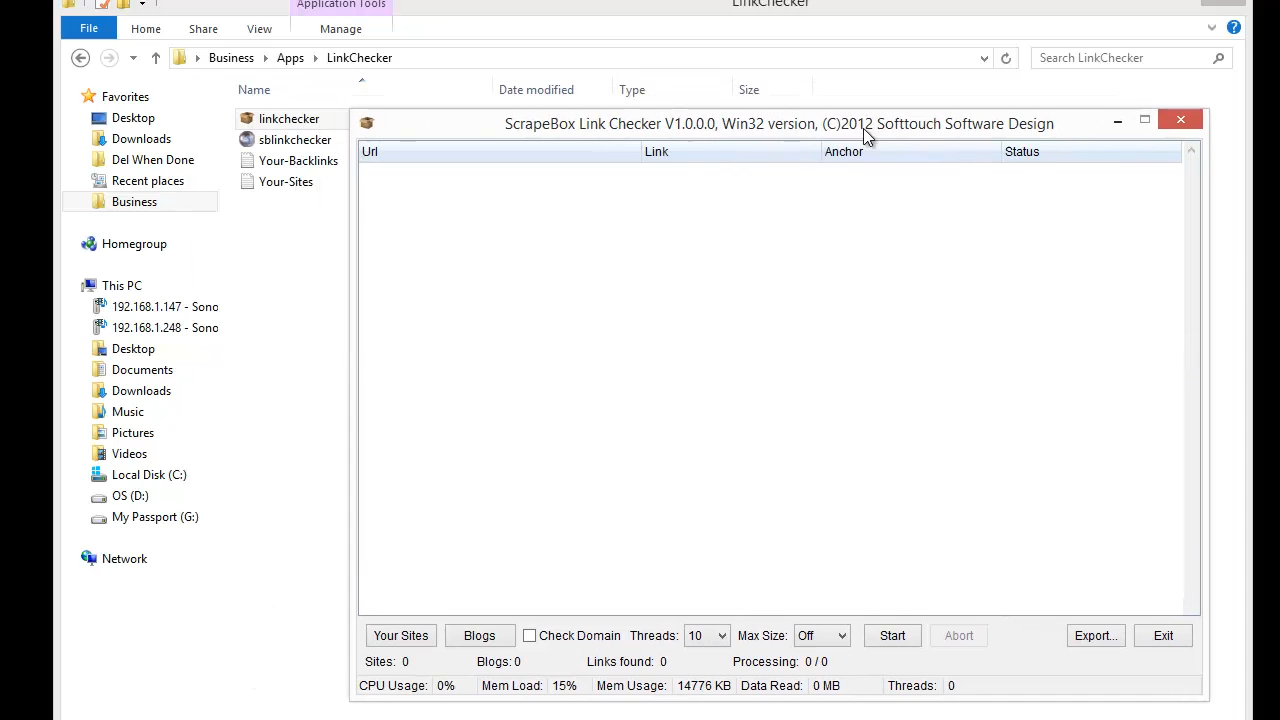 Application Tools
LinkChecker
File
Home
Share
View
Manage
Business
Apps
LinkChecker
Search LinkChecker
Name
Date modified
Type
Size
Favorites
Desktop
Downloads
Del When Done
Recent places
Business
Homegroup
This PC
192.168.1.147 - Sono
192.168.1.248 - Sono
Desktop
Documents
Downloads
Music
Pictures
Videos
Local Disk (C:)
OS (D:)
My Passport (G:)
Network
linkchecker
sblinkchecker
Your-Backlinks
Your-Sites
ScrapeBox Link Checker V1.0.0.0, Win32 version, (C)2012 Softtouch Software Design
Url
Link
Anchor
Status
Your Sites
Blogs
Check Domain
Threads: 10
Max Size: Off
Start
Abort
Export...
Exit
Sites: 0
Blogs: 0
Links found: 0
Processing: 0 / 0
CPU Usage: 0%
Mem Load: 15%
Mem Usage: 14776 KB
Data Read: 0 MB
Threads: 0